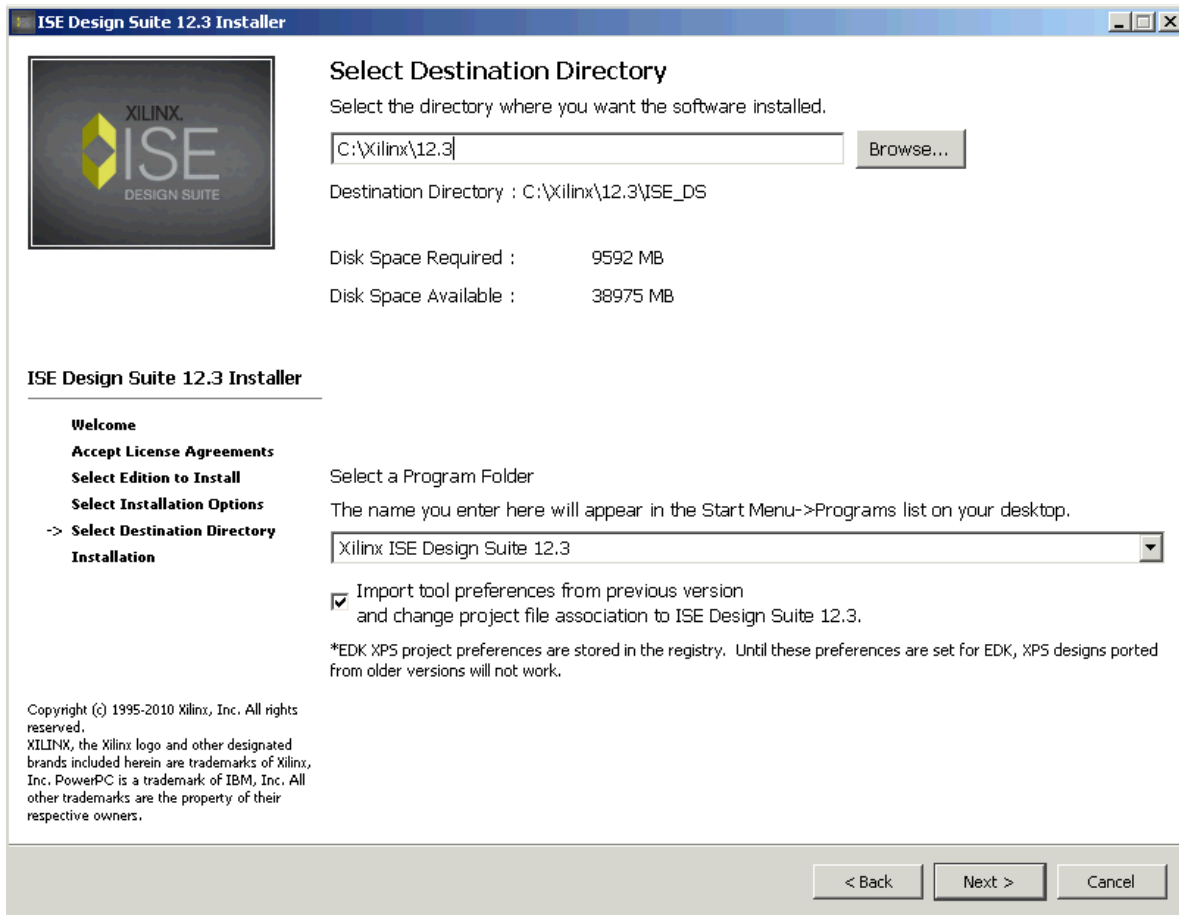 ISE Design Suite 12.3 Installer
XILINX.
ISE
DESIGN SUITE
Select Destination Directory
Select the directory where you want the software installed.
C:\Xilinx\12.3
Browse...
Destination Directory : C:\Xilinx\12.3\ISE_DS
Disk Space Required : 9592 MB
Disk Space Available : 38975 MB
ISE Design Suite 12.3 Installer
Welcome
Accept License Agreements
Select Edition to Install
Select Installation Options
-> Select Destination Directory
Installation
Select a Program Folder
The name you enter here will appear in the Start Menu->Programs list on your desktop.
Xilinx ISE Design Suite 12.3
Import tool preferences from previous version
and change project file association to ISE Design Suite 12.3.
*EDK XPS project preferences are stored in the registry. Until these preferences are set for EDK, XPS designs ported
from older versions will not work.
Copyright (c) 1995-2010 Xilinx, Inc. All rights
reserved.
XILINX, the Xilinx logo and other designated
brands included herein are trademarks of Xilinx,
Inc. PowerPC is a trademark of IBM, Inc. All
other trademarks are the property of their
respective owners.
< Back
Next >
Cancel